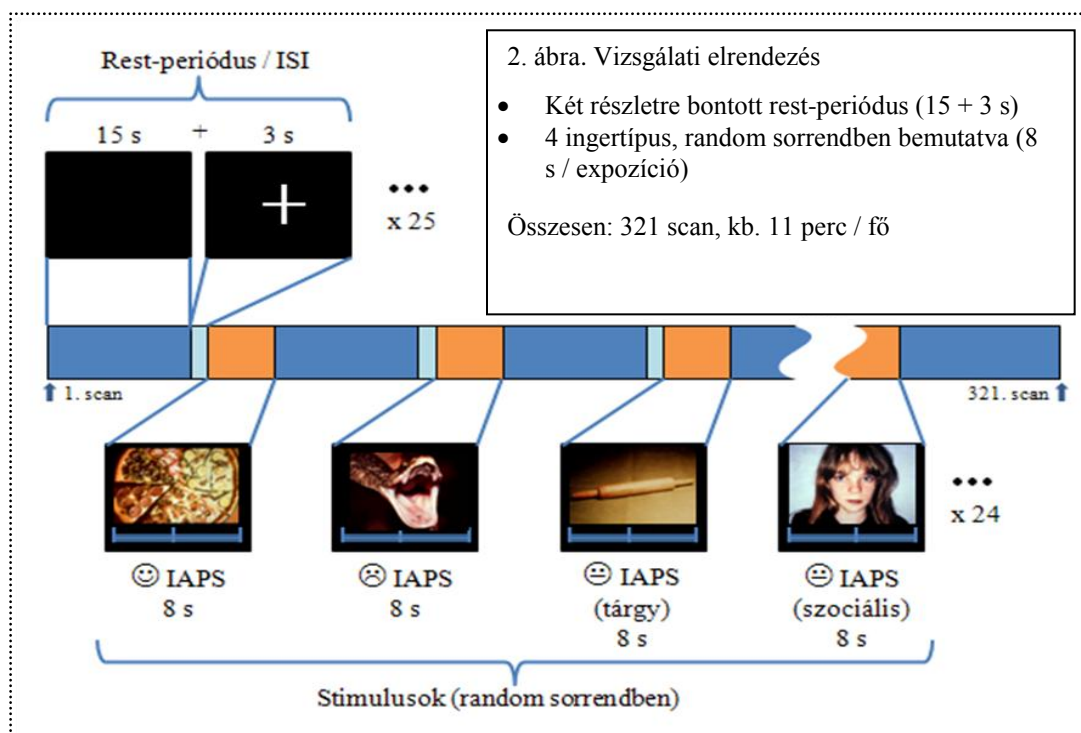 Rest-periódus / ISI
15 s + 3 s
•••
x 25
2. ábra. Vizsgálati elrendezés
• Két részletre bontott rest-periódus (15 + 3 s)
• 4 ingertípus, random sorrendben bemutatva (8
s / expozíció)
Összesen: 321 scan, kb. 11 perc / fő
1. scan
321. scan
•••
x 24
☺ IAPS
8 s
☹ IAPS
8 s
😐 IAPS
(tárgy)
8 s
😐 IAPS
(szociális)
8 s
Stimulusok (random sorrendben)